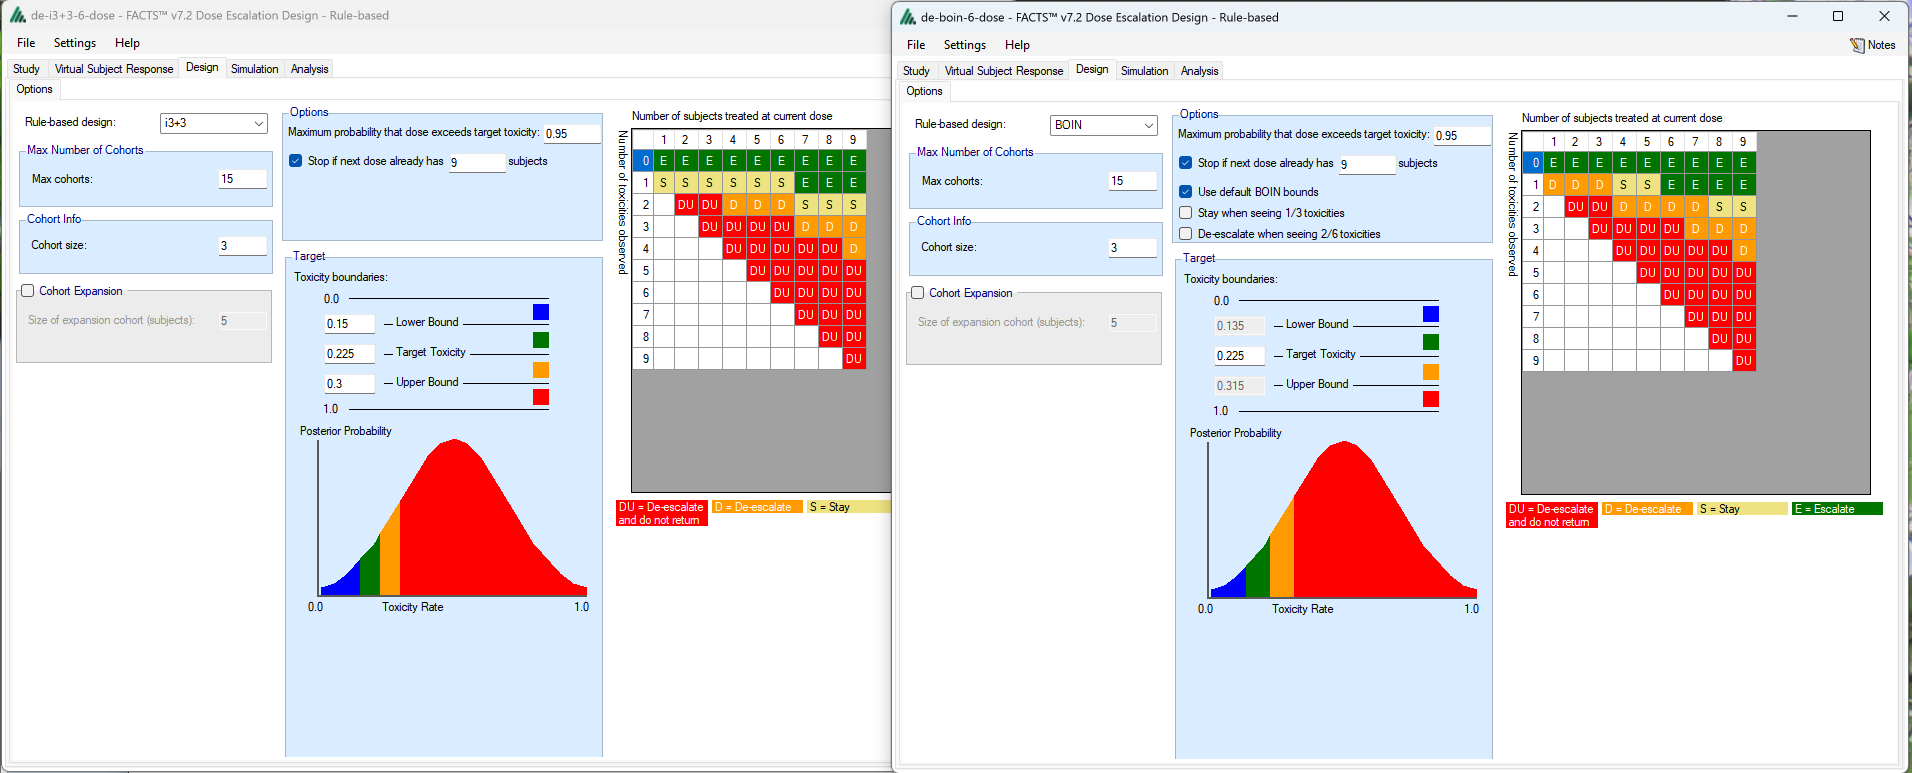 de-i3+3-6-dose - FACTS™ v7.2 Dose Escalation Design - Rule-based
File Settings Help
Study Virtual Subject Response Design Simulation Analysis
Options
Rule-based design: i3+3
Max Number of Cohorts
Max cohorts: 15
Cohort Info
Cohort size: 3
Cohort Expansion
Size of expansion cohort (subjects): 5
Options
Maximum probability that dose exceeds target toxicity: 0.95
Stop if next dose already has 9 subjects
Target
Toxicity boundaries:
0.0
0.15 Lower Bound
0.225 Target Toxicity
0.3 Upper Bound
1.0
Posterior Probability
0.0 Toxicity Rate 1.0
Number of subjects treated at current dose
Number of toxicities observed
1 2 3 4 5 6 7 8 9
0 E E E E E E E E E
1 S S S S S S E E E
2 DU DU D D D S S S
3 DU DU DU DU D D D
4 DU DU DU DU DU D
5 DU DU DU DU DU
6 DU DU DU DU
7 DU DU DU
8 DU DU
9 DU
DU = De-escalate and do not return
D = De-escalate
S = Stay
de-boin-6-dose - FACTS™ v7.2 Dose Escalation Design - Rule-based
File Settings Help
Notes
Study Virtual Subject Response Design Simulation Analysis
Options
Rule-based design: BOIN
Max Number of Cohorts
Max cohorts: 15
Cohort Info
Cohort size: 3
Cohort Expansion
Size of expansion cohort (subjects): 5
Options
Maximum probability that dose exceeds target toxicity: 0.95
Stop if next dose already has 9 subjects
Use default BOIN bounds
Stay when seeing 1/3 toxicities
De-escalate when seeing 2/6 toxicities
Target
Toxicity boundaries:
0.0
0.135 Lower Bound
0.225 Target Toxicity
0.315 Upper Bound
1.0
Posterior Probability
0.0 Toxicity Rate 1.0
Number of subjects treated at current dose
Number of toxicities observed
1 2 3 4 5 6 7 8 9
0 E E E E E E E E E
1 D D D S S E E E E
2 DU DU D D D D S S
3 DU DU DU DU D D D
4 DU DU DU DU DU D
5 DU DU DU DU DU
6 DU DU DU DU
7 DU DU DU
8 DU DU
9 DU
DU = De-escalate and do not return
D = De-escalate
S = Stay
E = Escalate